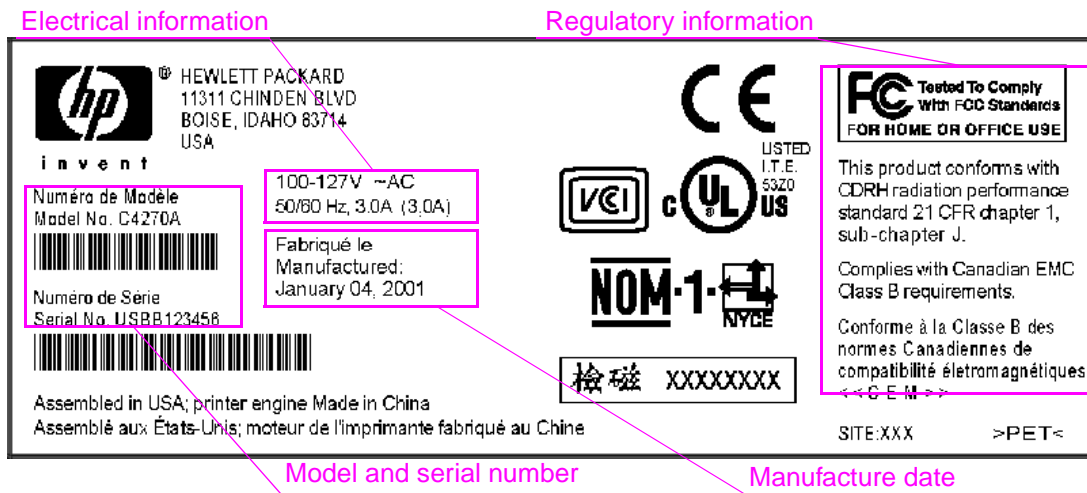 Electrical information
Regulatory information
hp
®
invent
HEWLETT PACKARD
11311 CHINDEN BLVD
BOISE, IDAHO 83714
USA
Numéro de Modèle
Model No. C4270A
Numéro de Série
Serial No. USBB123456
100-127V ~AC
50/60 Hz, 3.0A (3,0A)
Fabriqué le
Manufactured:
January 04, 2001
Assembled in USA; printer engine Made in China
Assemblé aux États-Unis; moteur de l'imprimante fabriqué au Chine
CE
VCI
C UL ® US
LISTED
I.T.E.
53Z0
NOM·1·
NYCE
檢磁 XXXXXXXX
FC Tested To Comply
With FCC Standards
FOR HOME OR OFFICE USE
This product conforms with
CDRH radiation performance
standard 21 CFR chapter 1,
sub-chapter J.
Complies with Canadian EMC
Class B requirements.
Conforme à la Classe B des
normes Canadiennes de
compatibilité életromagnétiques
<<C-E-M>>
SITE:XXX >PET<
Model and serial number
Manufacture date